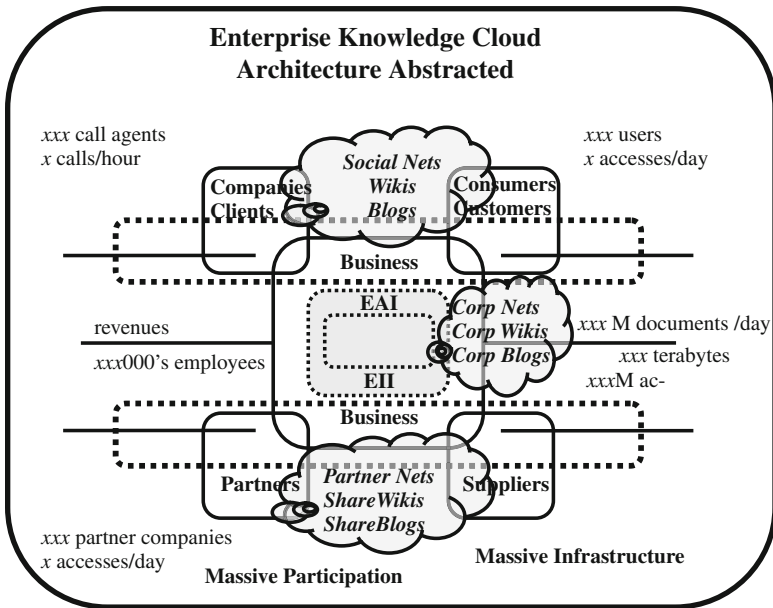 Enterprise Knowledge Cloud
Architecture Abstracted
xxx call agents
x calls/hour
xxx users
x accesses/day
Social Nets
Wikis
Blogs
Companies
Clients
Consumers
Customers
Business
EAI
Corp Nets
Corp Wikis
Corp Blogs
revenues
xxx000's employees
xxx M documents /day
xxx terabytes
xxxM ac-
EII
Business
Partners
Partner Nets
ShareWikis
ShareBlogs
Suppliers
xxx partner companies
x accesses/day
Massive Participation
Massive Infrastructure